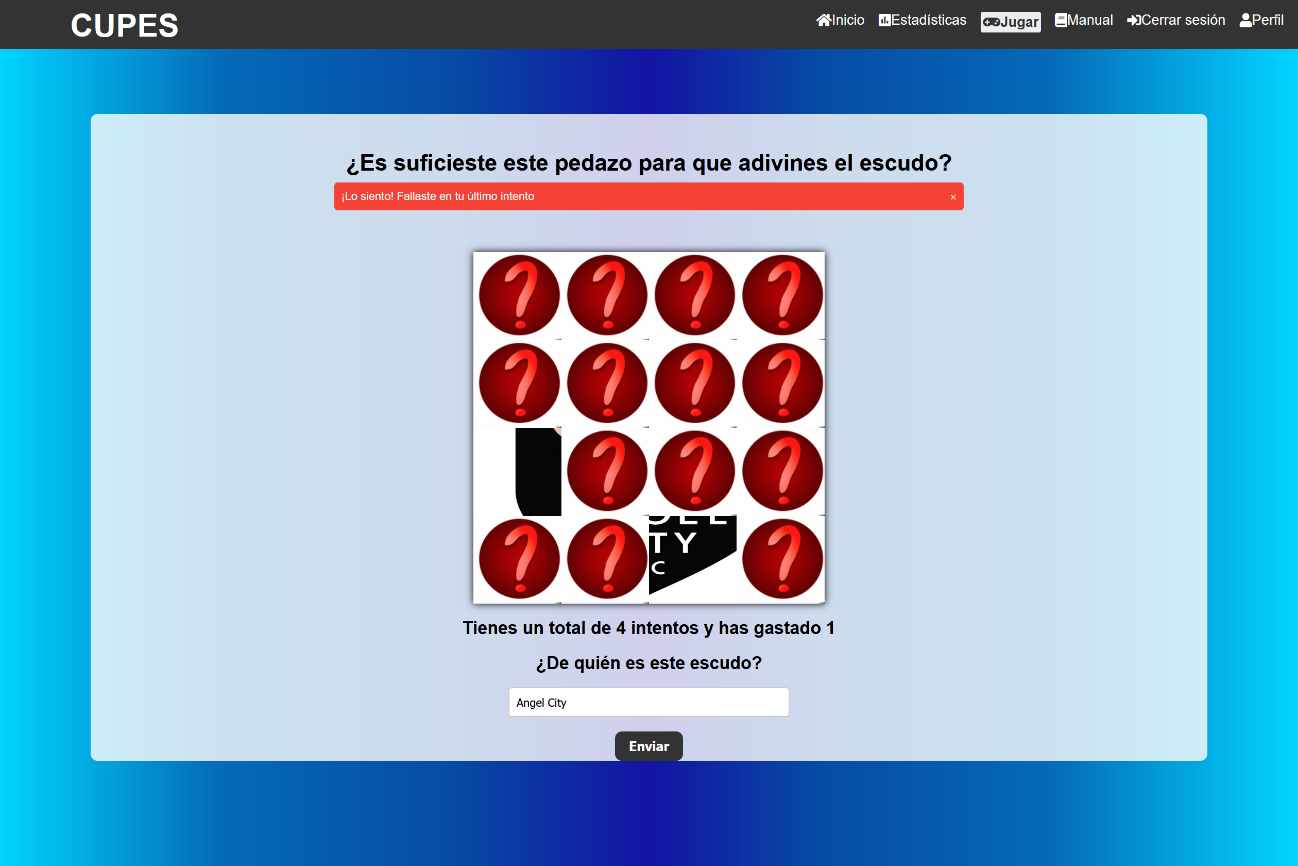 CUPES
Inicio
Estadísticas
Jugar
Manual
Cerrar sesión
Perfil
¿Es suficieste este pedazo para que adivines el escudo?
¡Lo siento! Fallaste en tu último intento ×
TY
C
Tienes un total de 4 intentos y has gastado 1
¿De quién es este escudo?
Angel City
Enviar